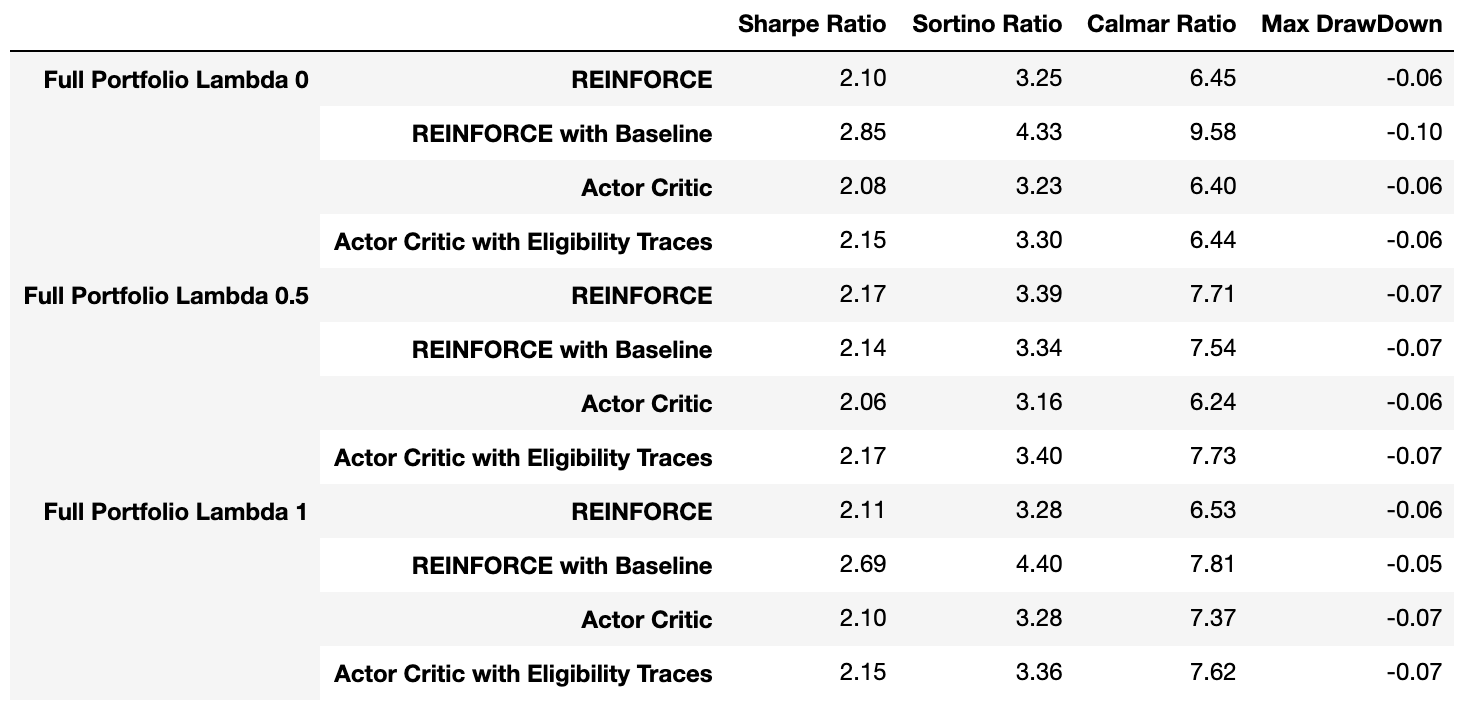 Sharpe Ratio Sortino Ratio Calmar Ratio Max DrawDown
Full Portfolio Lambda 0 REINFORCE 2.10 3.25 6.45 -0.06
REINFORCE with Baseline 2.85 4.33 9.58 -0.10
Actor Critic 2.08 3.23 6.40 -0.06
Actor Critic with Eligibility Traces 2.15 3.30 6.44 -0.06
Full Portfolio Lambda 0.5 REINFORCE 2.17 3.39 7.71 -0.07
REINFORCE with Baseline 2.14 3.34 7.54 -0.07
Actor Critic 2.06 3.16 6.24 -0.06
Actor Critic with Eligibility Traces 2.17 3.40 7.73 -0.07
Full Portfolio Lambda 1 REINFORCE 2.11 3.28 6.53 -0.06
REINFORCE with Baseline 2.69 4.40 7.81 -0.05
Actor Critic 2.10 3.28 7.37 -0.07
Actor Critic with Eligibility Traces 2.15 3.36 7.62 -0.07